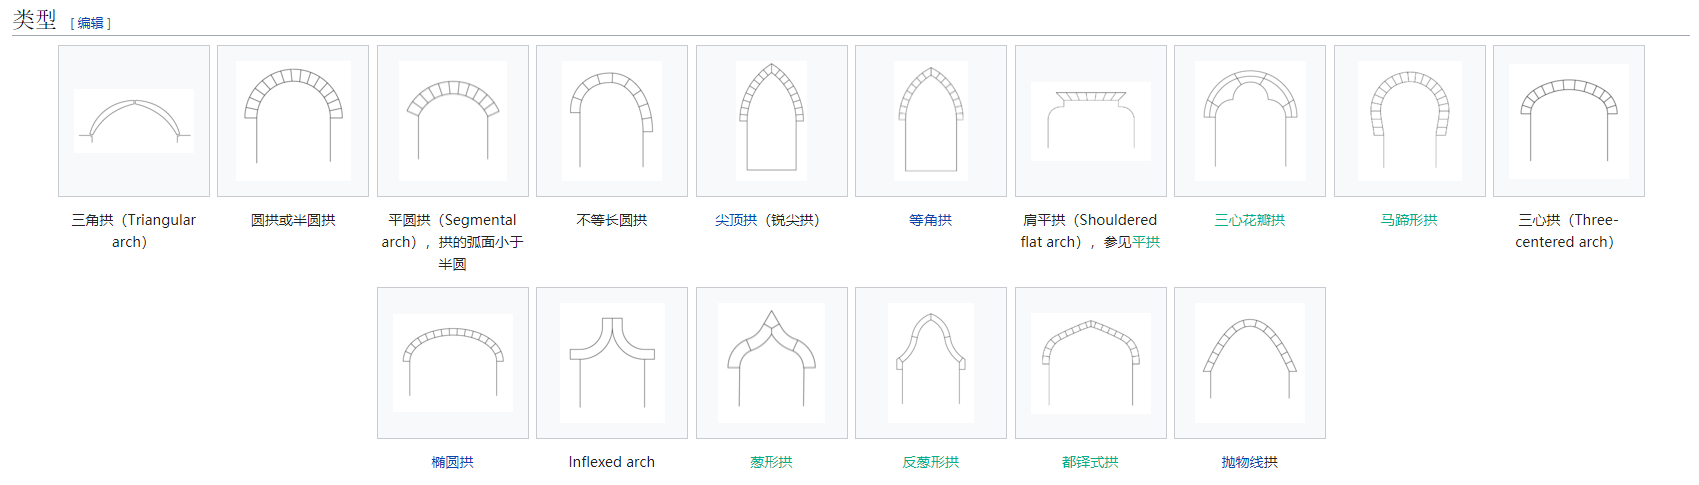 类型 [ 编辑 ]
三角拱（Triangular
arch）
圆拱或半圆拱
平圆拱（Segmental
arch），拱的弧面小于
半圆
不等长圆拱
尖顶拱（锐尖拱）
等角拱
肩平拱（Shouldered
flat arch），参见平拱
三心花瓣拱
马蹄形拱
三心拱（Three-
centered arch）
椭圆拱
Inflexed arch
葱形拱
反葱形拱
都铎式拱
抛物线拱